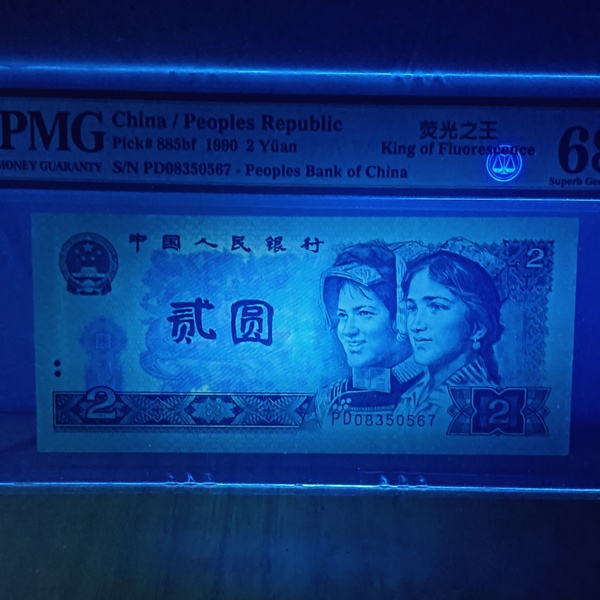 PMG
MONEY GUARANTY
China / Peoples Republic
Pick# 885bf 1990 2 Yüan
S/N PD08350567 - Peoples Bank of China
荧光之王
King of Fluorescence
68
Superb Ge
中国人民银行
2
贰圆
2
PD08350567
2